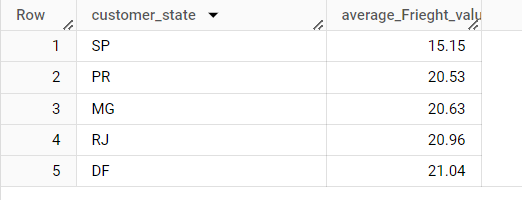 Row customer_state average_Frieght_valu
1 SP 15.15
2 PR 20.53
3 MG 20.63
4 RJ 20.96
5 DF 21.04